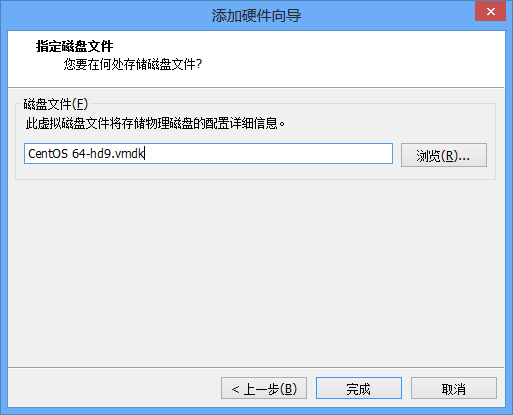 添加硬件向导
指定磁盘文件
您要在何处存储磁盘文件?
磁盘文件(F)
此虚拟磁盘文件将存储物理磁盘的配置详细信息。
CentOS 64-hd9.vmdk
浏览(R)...
< 上一步(B)
完成
取消